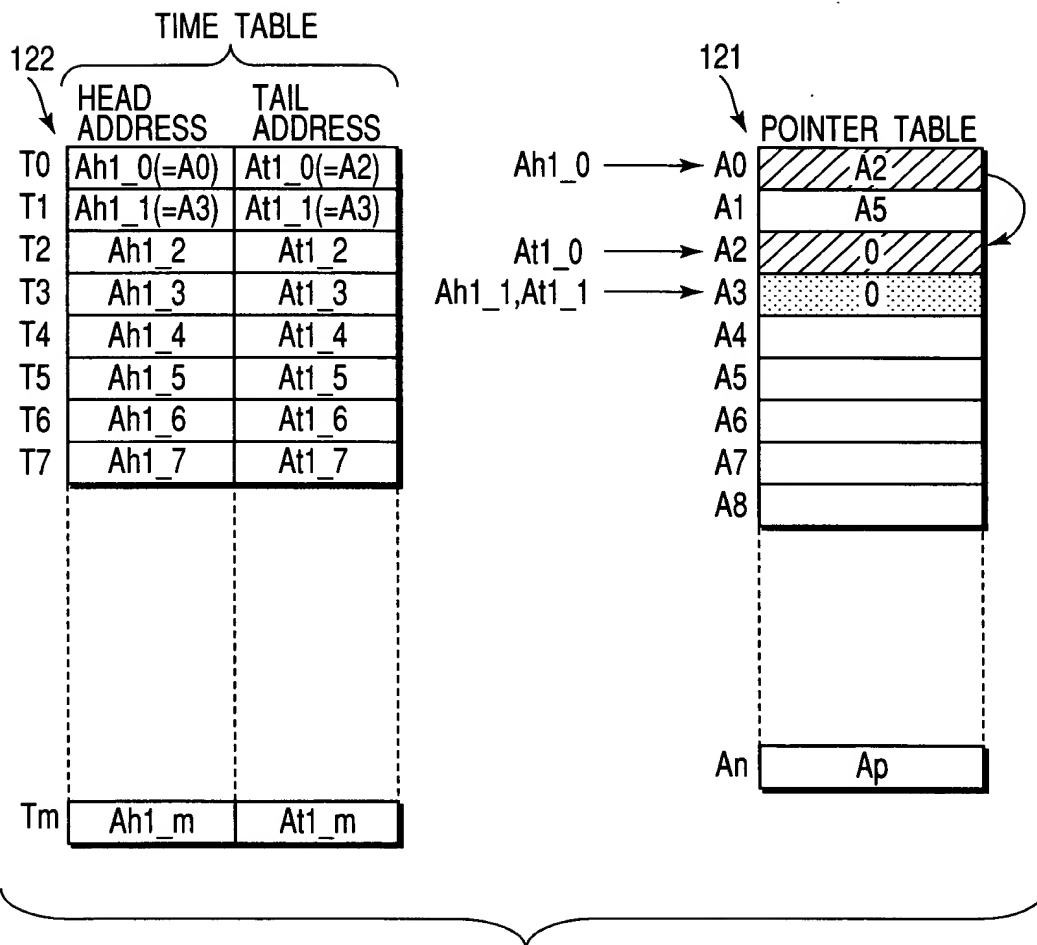 TIME TABLE
122
HEAD ADDRESS
TAIL ADDRESS
T0 Ah1_0(=A0) At1_0(=A2)
T1 Ah1_1(=A3) At1_1(=A3)
T2 Ah1_2 At1_2
T3 Ah1_3 At1_3
T4 Ah1_4 At1_4
T5 Ah1_5 At1_5
T6 Ah1_6 At1_6
T7 Ah1_7 At1_7
Tm Ah1_m At1_m
121
POINTER TABLE
Ah1_0 A0 A2
A1 A5
At1_0 A2 0
Ah1_1,At1_1 A3 0
A4
A5
A6
A7
A8
An Ap